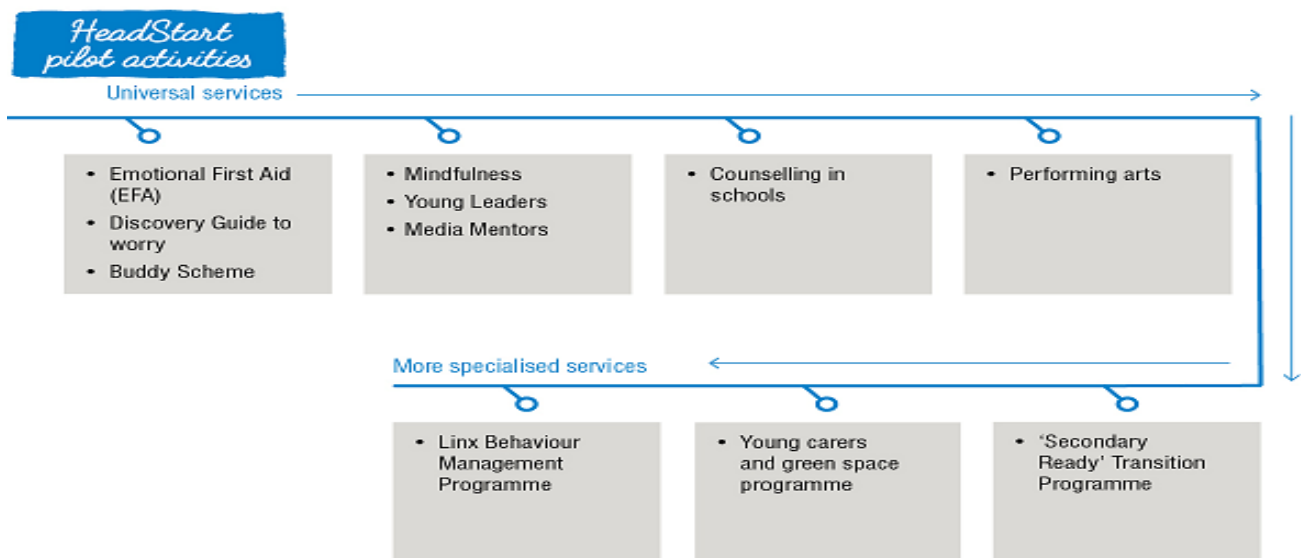 HeadStart
pilot activities
Universal services
• Emotional First Aid
(EFA)
• Discovery Guide to
worry
• Buddy Scheme
• Mindfulness
• Young Leaders
• Media Mentors
• Counselling in
schools
• Performing arts
More specialised services
• Linx Behaviour
Management
Programme
• Young carers
and green space
programme
• ‘Secondary
Ready’ Transition
Programme